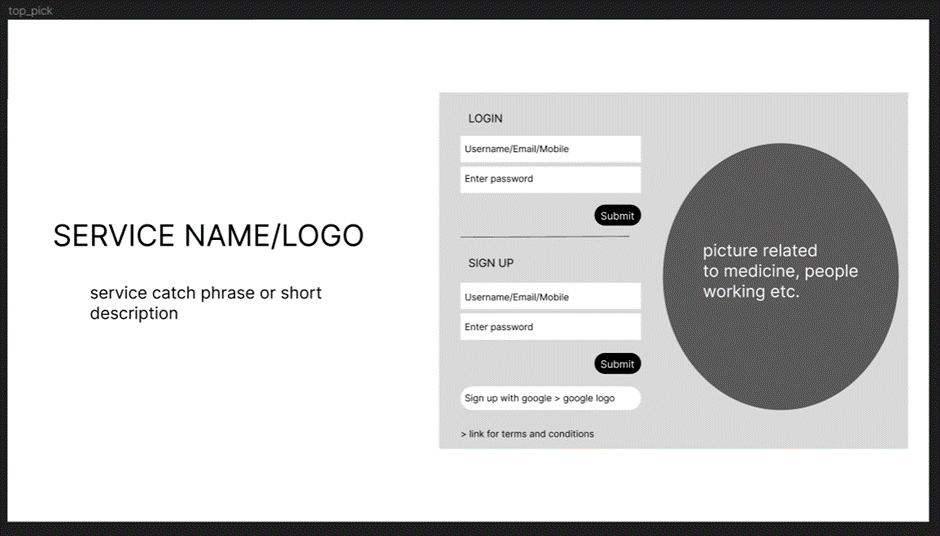 top_pick
SERVICE NAME/LOGO
service catch phrase or short
description
LOGIN
Username/Email/Mobile
Enter password
Submit
SIGN UP
Username/Email/Mobile
Enter password
Submit
Sign up with google > google logo
> link for terms and conditions
picture related
to medicine, people
working etc.